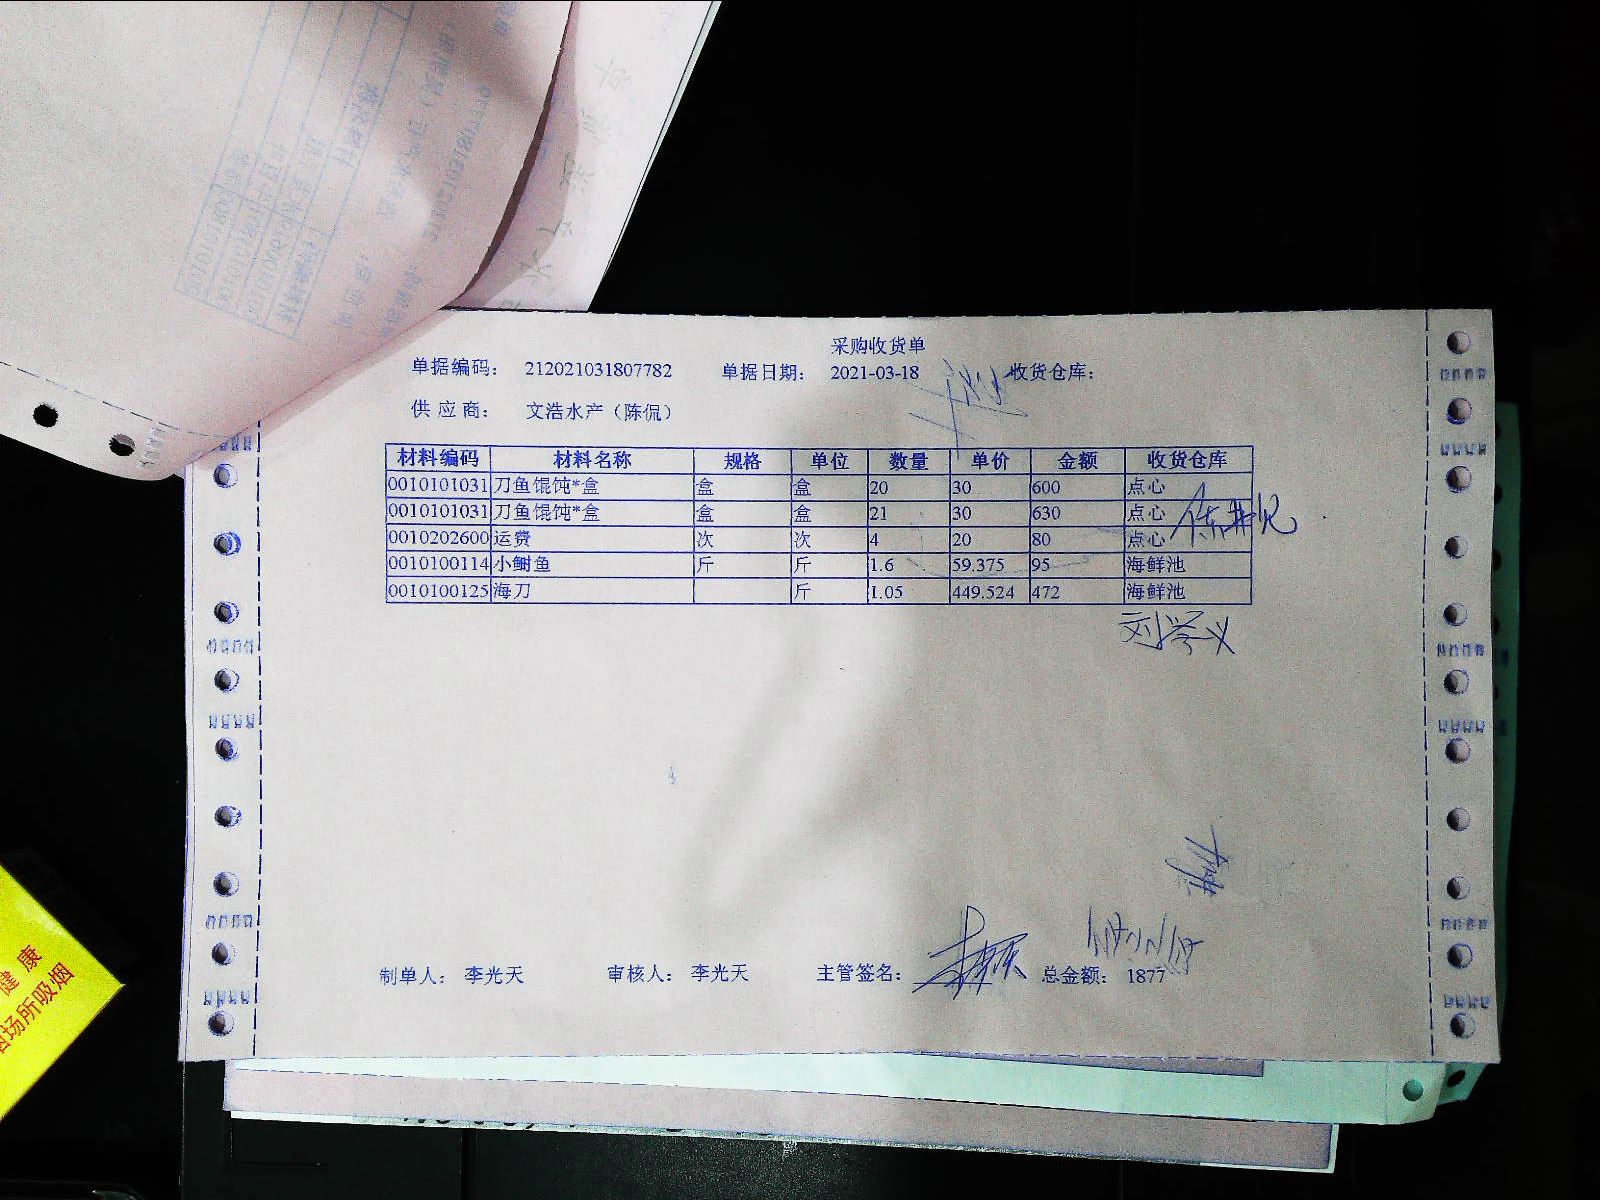 采购收货单
单据编码： 212021031807782 单据日期： 2021-03-18 收货仓库：
供 应 商： 文浩水产（陈侃）
材料编码 材料名称 规格 单位 数量 单价 金额 收货仓库
0010101031 刀鱼馄饨*盒 盒 盒 20 30 600 点心
0010101031 刀鱼馄饨*盒 盒 盒 21 30 630 点心
0010202600 运费 次 次 4 20 80 点心
0010100114 小鲥鱼 斤 斤 1.6 59.375 95 海鲜池
0010100125 海刀 斤 1.05 449.524 472 海鲜池
刘学义
制单人： 李光天 审核人： 李光天 主管签名： 总金额： 1877
健康
场所吸烟